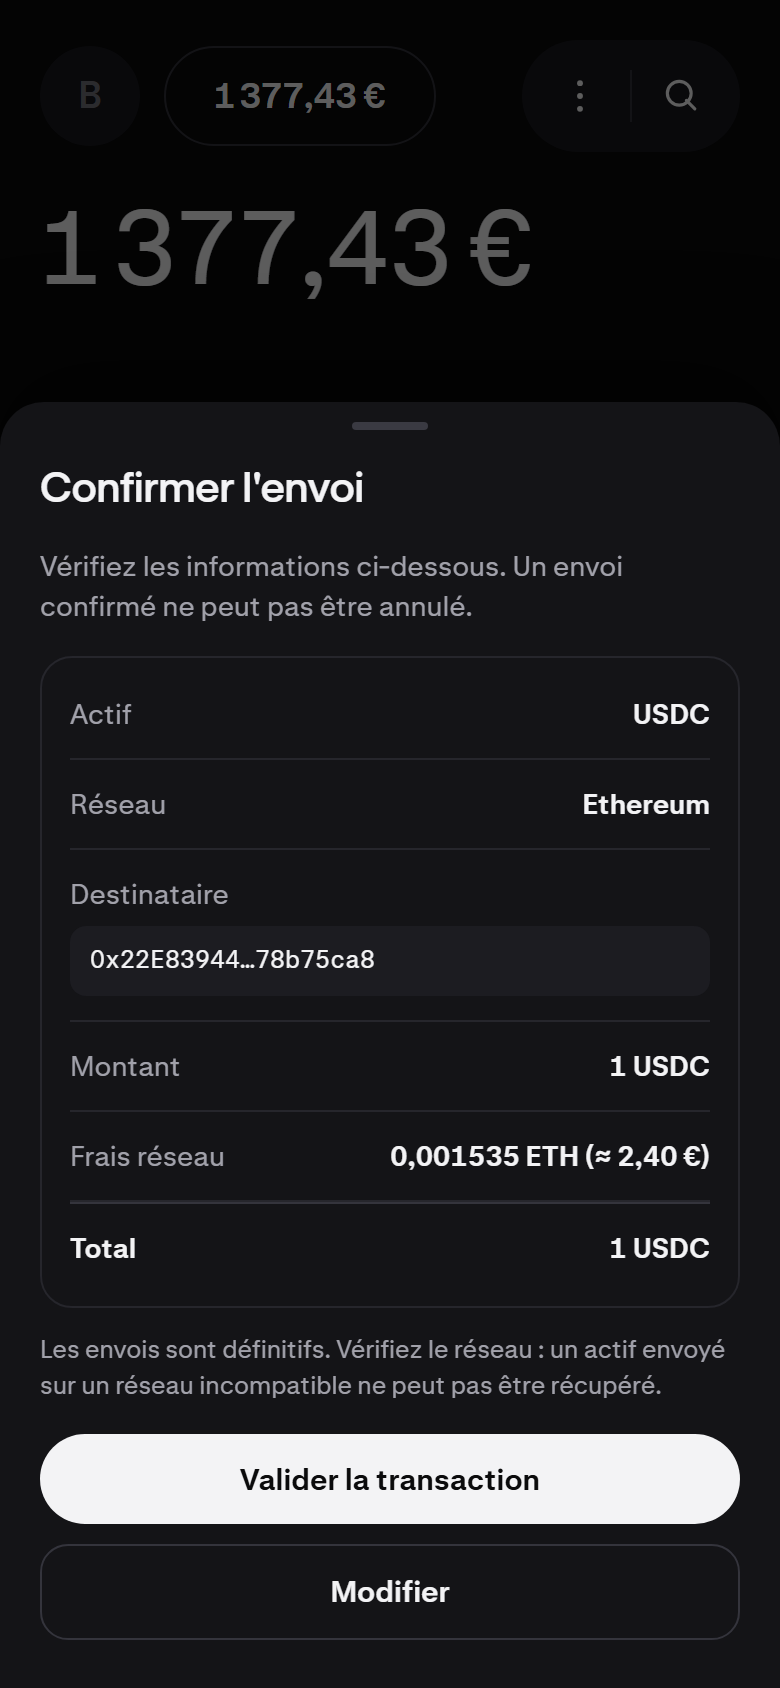 B
1 377,43 €
1 377,43 €
Confirmer l'envoi
Vérifiez les informations ci-dessous. Un envoi
confirmé ne peut pas être annulé.
Actif
USDC
Réseau
Ethereum
Destinataire
0x22E83944…78b75ca8
Montant
1 USDC
Frais réseau
0,001535 ETH (≈ 2,40 €)
Total
1 USDC
Les envois sont définitifs. Vérifiez le réseau : un actif envoyé
sur un réseau incompatible ne peut pas être récupéré.
Valider la transaction
Modifier